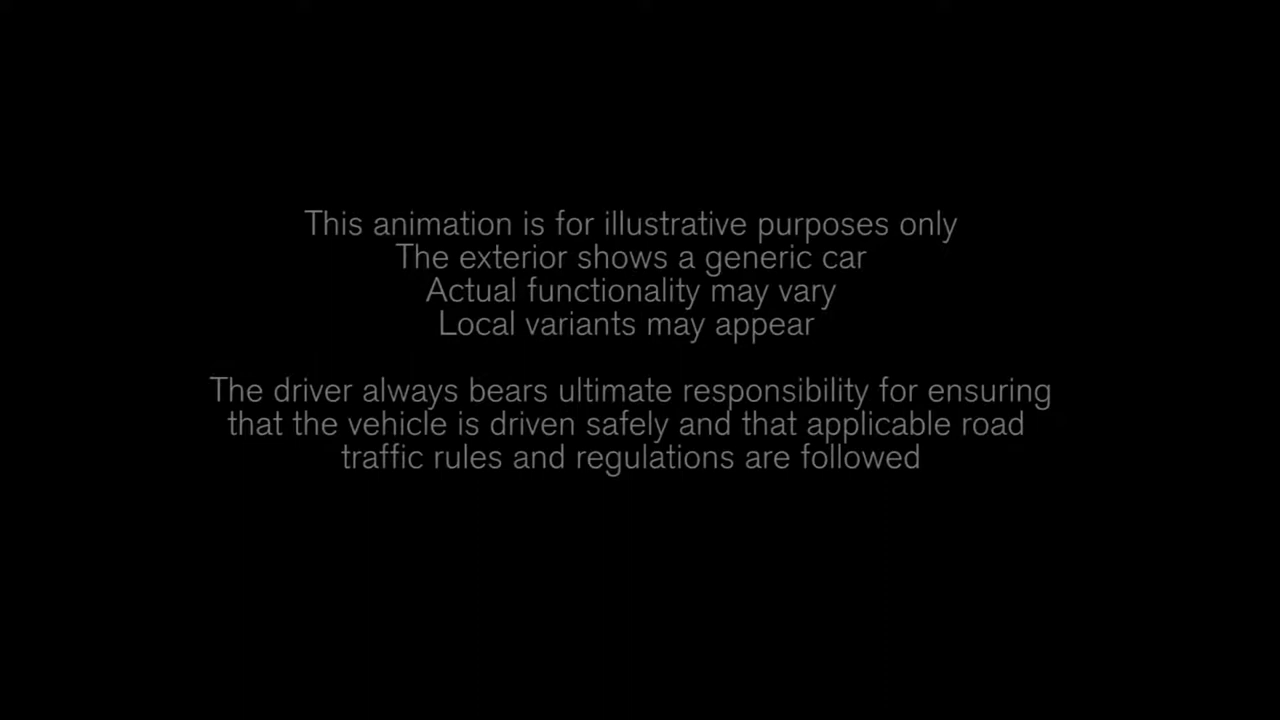 This animation is for illustrative purposes only
The exterior shows a generic car
Actual functionality may vary
Local variants may appear
The driver always bears ultimate responsibility for ensuring
that the vehicle is driven safely and that applicable road
traffic rules and regulations are followed